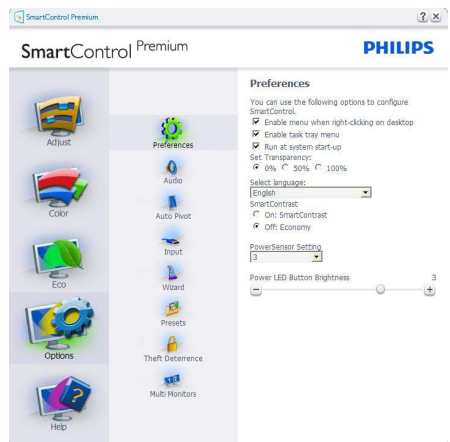 SmartControl Premium
? x
SmartControl Premium
PHILIPS
Adjust
Color
Eco
Options
Help
Preferences
Audio
Auto Pivot
Input
Wizard
Presets
Theft Deterrence
Multi Monitors
Preferences
You can use the following options to configure
SmartControl.
Enable menu when right-clicking on desktop
Enable task tray menu
Run at system start-up
Set Transparency:
0% 50% 100%
Select language:
English
SmartContrast
On: SmartContrast
Off: Economy
PowerSensor Setting
3
Power LED Button Brightness 3
− +